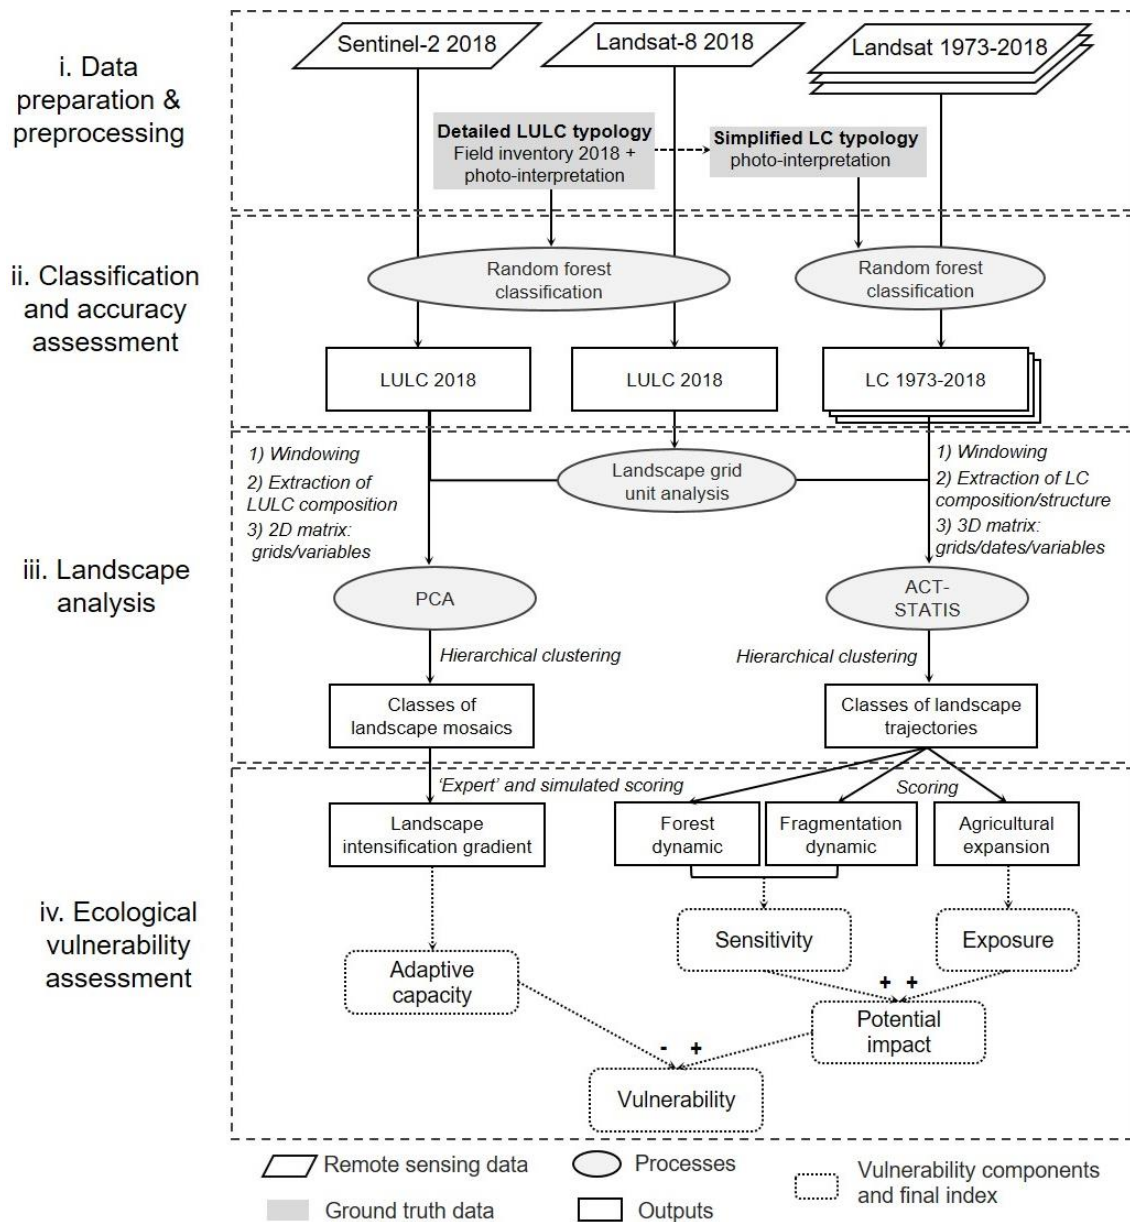 i. Data
preparation &
preprocessing
Sentinel-2 2018
Landsat-8 2018
Landsat 1973-2018
Detailed LULC typology
Field inventory 2018 +
photo-interpretation
Simplified LC typology
photo-interpretation
ii. Classification
and accuracy
assessment
Random forest
classification
Random forest
classification
LULC 2018
LULC 2018
LC 1973-2018
iii. Landscape
analysis
1) Windowing
2) Extraction of
LULC composition
3) 2D matrix:
grids/variables
Landscape grid
unit analysis
1) Windowing
2) Extraction of LC
composition/structure
3) 3D matrix:
grids/dates/variables
PCA
ACT-
STATIS
Hierarchical clustering
Hierarchical clustering
Classes of
landscape mosaics
Classes of landscape
trajectories
iv. Ecological
vulnerability
assessment
‘Expert’ and simulated scoring
Scoring
Landscape
intensification gradient
Forest
dynamic
Fragmentation
dynamic
Agricultural
expansion
Sensitivity
Exposure
Adaptive
capacity
+ +
Potential
impact
- +
Vulnerability
Remote sensing data
Processes
Vulnerability components
and final index
Ground truth data
Outputs